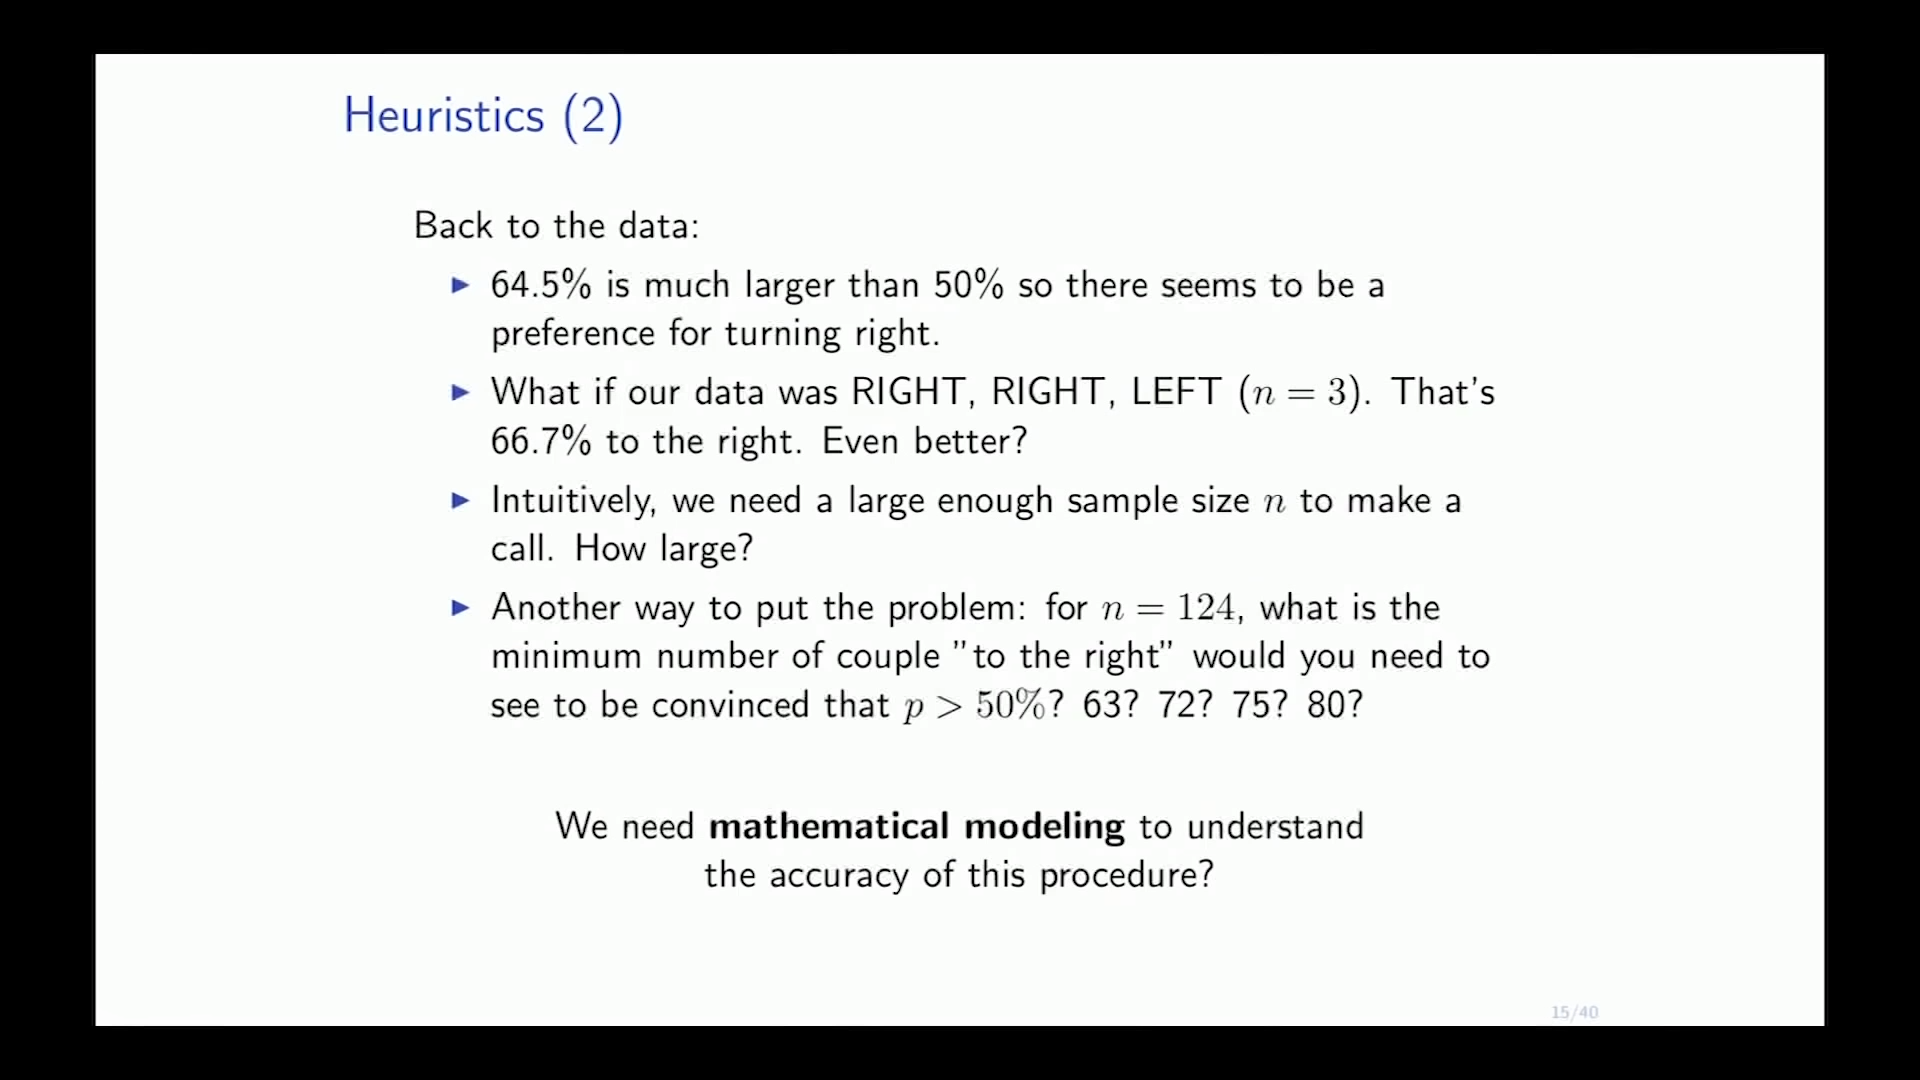 Heuristics (2)
Back to the data:
▶ 64.5% is much larger than 50% so there seems to be a
preference for turning right.
▶ What if our data was RIGHT, RIGHT, LEFT (n = 3). That's
66.7% to the right. Even better?
▶ Intuitively, we need a large enough sample size n to make a
call. How large?
▶ Another way to put the problem: for n = 124, what is the
minimum number of couple ”to the right” would you need to
see to be convinced that p > 50%? 63? 72? 75? 80?
We need mathematical modeling to understand
the accuracy of this procedure?
15/40